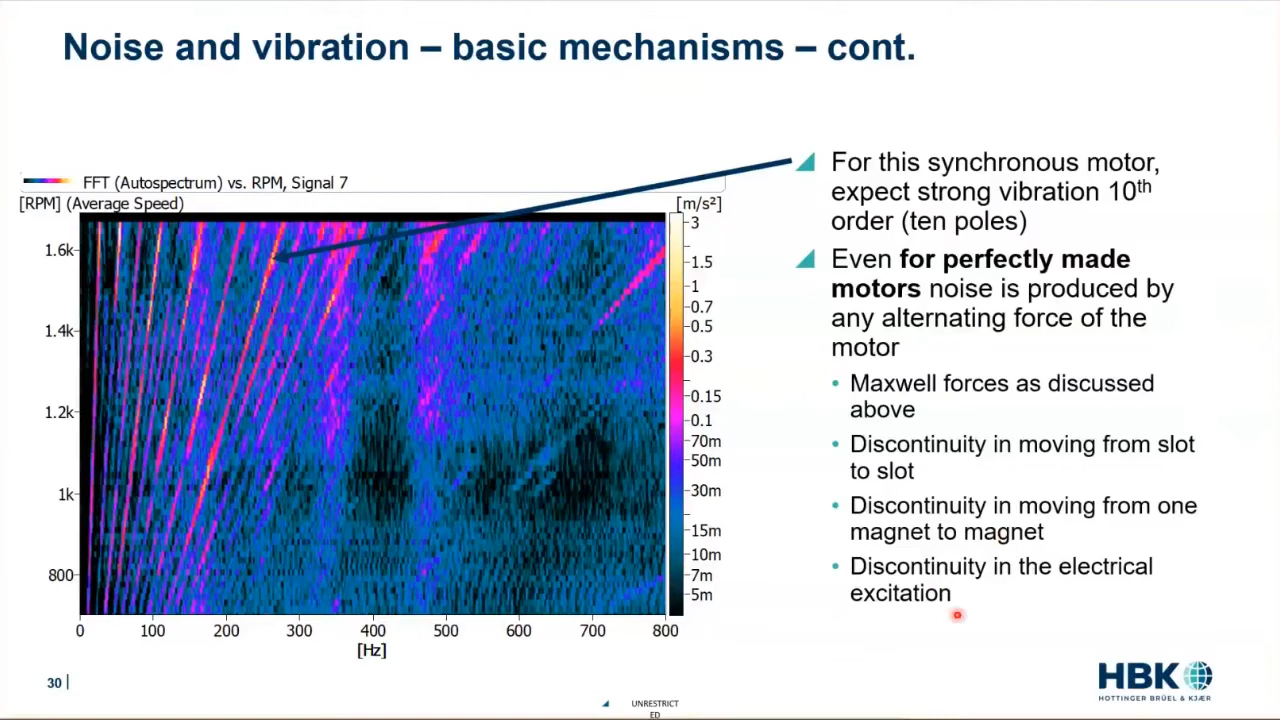 Noise and vibration – basic mechanisms – cont.
FFT (Autospectrum) vs. RPM, Signal 7
[RPM] (Average Speed)
[m/s²]
1.6k
1.4k
1.2k
1k
800
3
1.5
1
0.7
0.5
0.3
0.15
0.1
70m
50m
30m
15m
10m
7m
5m
0 100 200 300 400 500 600 700 800
[Hz]
For this synchronous motor,
expect strong vibration 10th
order (ten poles)
Even for perfectly made
motors noise is produced by
any alternating force of the
motor
• Maxwell forces as discussed
above
• Discontinuity in moving from slot
to slot
• Discontinuity in moving from one
magnet to magnet
• Discontinuity in the electrical
excitation
30 |
UNRESTRICT
ED
HBK
HOTTINGER BRÜEL & KJÆR